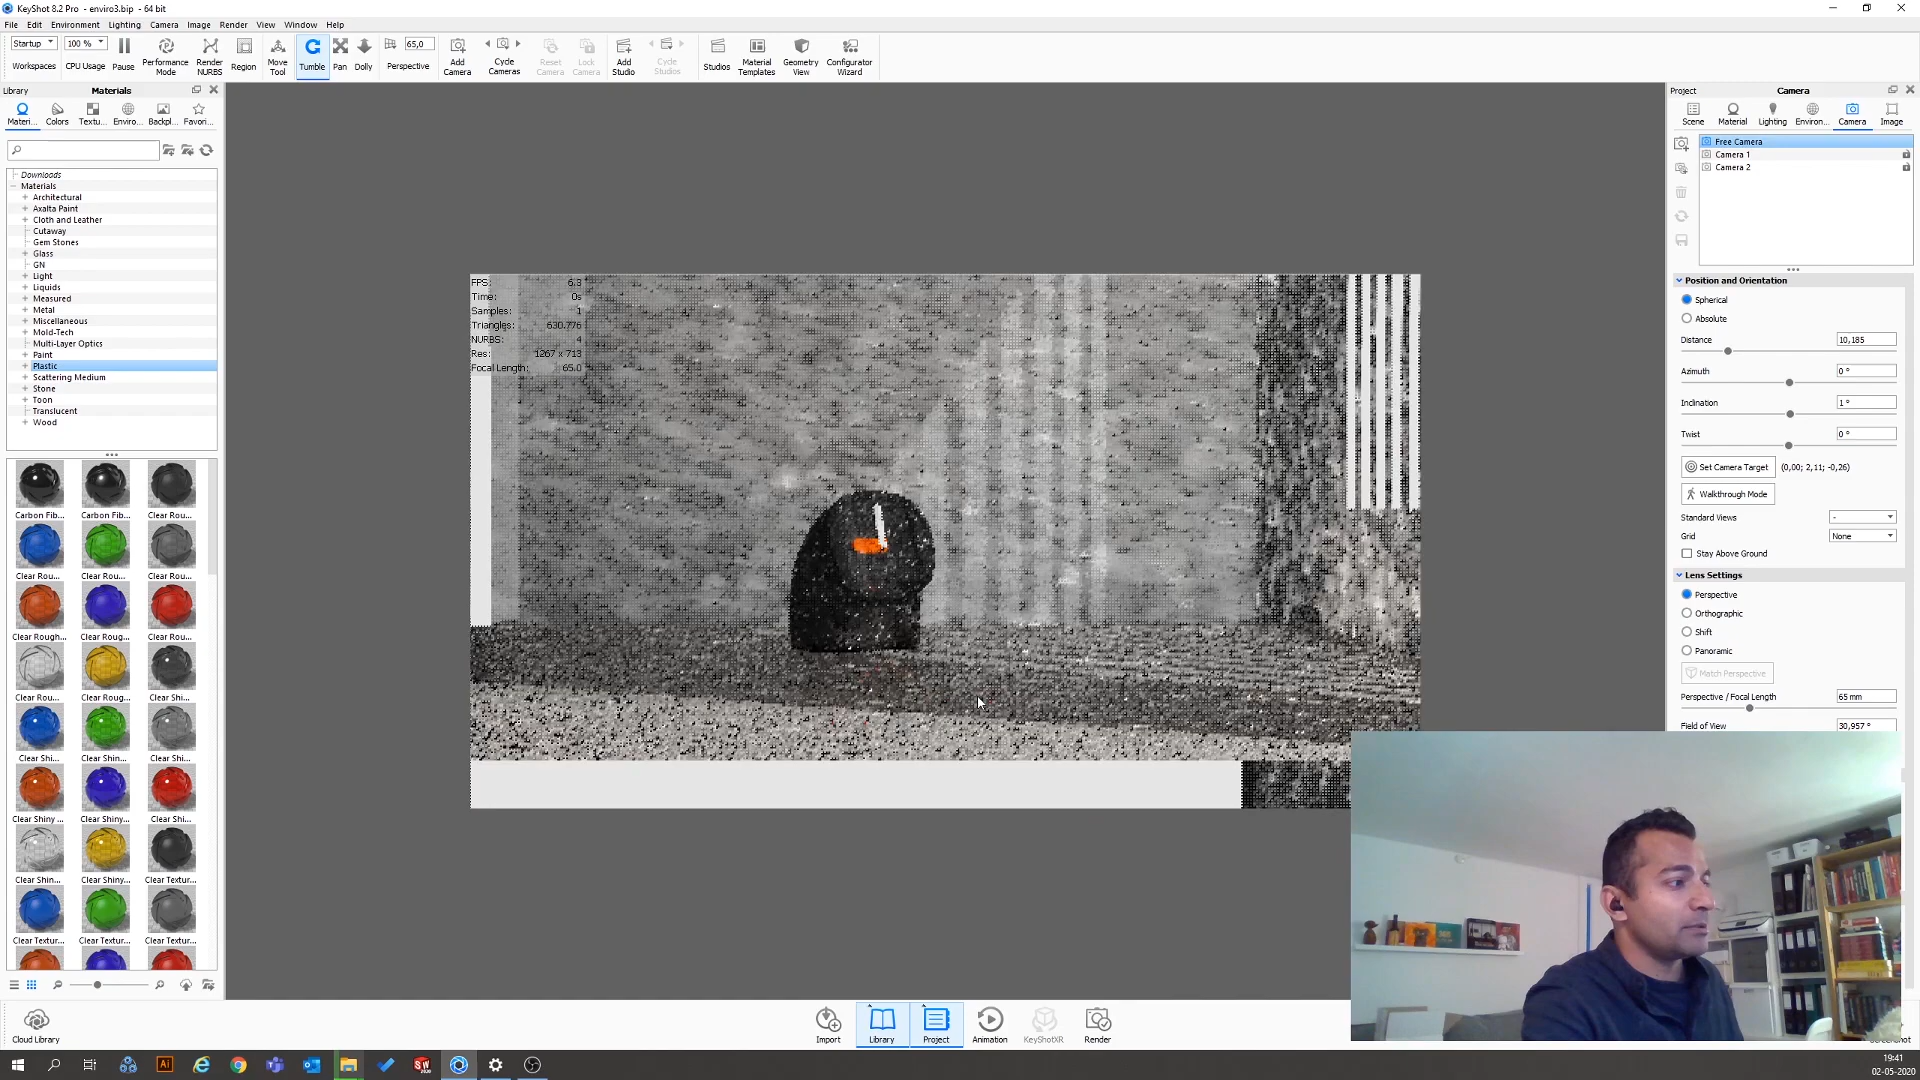 KeyShot 8.2 Pro - enviro3.bip - 64 bit
File Edit Environment Lighting Camera Image Render View Window Help
Startup 100 % 65,0
Workspaces CPU Usage Pause Performance Mode Render NURBS Region Move Tool Tumble Pan Dolly Perspective Add Camera Cycle Cameras Reset Camera Lock Camera Add Studio Cycle Studios Studios Material Templates Geometry View Configurator Wizard
Library Materials
Materi... Colors Textu... Enviro... Backpl... Favori...
Downloads
Materials
Architectural
Axalta Paint
Cloth and Leather
Cutaway
Gem Stones
Glass
GN
Light
Liquids
Measured
Metal
Miscellaneous
Mold-Tech
Multi-Layer Optics
Paint
Plastic
Scattering Medium
Stone
Toon
Translucent
Wood
Carbon Fib... Carbon Fib... Clear Rou...
Clear Rou... Clear Rou... Clear Rou...
Clear Rough... Clear Roug... Clear Rou...
Clear Rou... Clear Roug... Clear Shi...
Clear Shi... Clear Shin... Clear Shi...
Clear Shiny ... Clear Shiny... Clear Shi...
Clear Shin... Clear Shiny... Clear Textur...
Clear Textur... Clear Textur... Clear Textur...
Cloud Library
FPS: 6.3
Time: 0s
Samples: 1
Triangles: 630.776
NURBS: 4
Res: 1267 x 713
Focal Length: 65.0
Import Library Project Animation KeyShotXR Render
Project Camera
Scene Material Lighting Environ... Camera Image
Free Camera
Camera 1
Camera 2
Position and Orientation
Spherical
Absolute
Distance 10,185
Azimuth 0 °
Inclination 1 °
Twist 0 °
Set Camera Target (0,00; 2,11; -0,26)
Walkthrough Mode
Standard Views -
Grid None
Stay Above Ground
Lens Settings
Perspective
Orthographic
Shift
Panoramic
Match Perspective
Perspective / Focal Length 65 mm
Field of View 30,957 °
19:41
02-05-2020